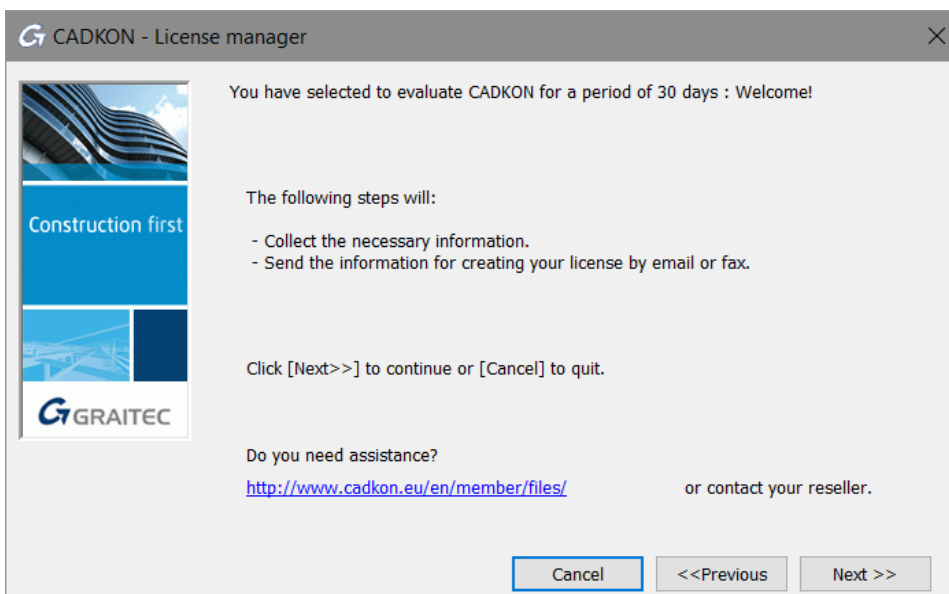 CADKON - License manager
You have selected to evaluate CADKON for a period of 30 days : Welcome!
The following steps will:
- Collect the necessary information.
- Send the information for creating your license by email or fax.
Construction first
Click [Next>>] to continue or [Cancel] to quit.
GRAITEC
Do you need assistance?
http://www.cadkon.eu/en/member/files/ or contact your reseller.
Cancel <<Previous Next >>